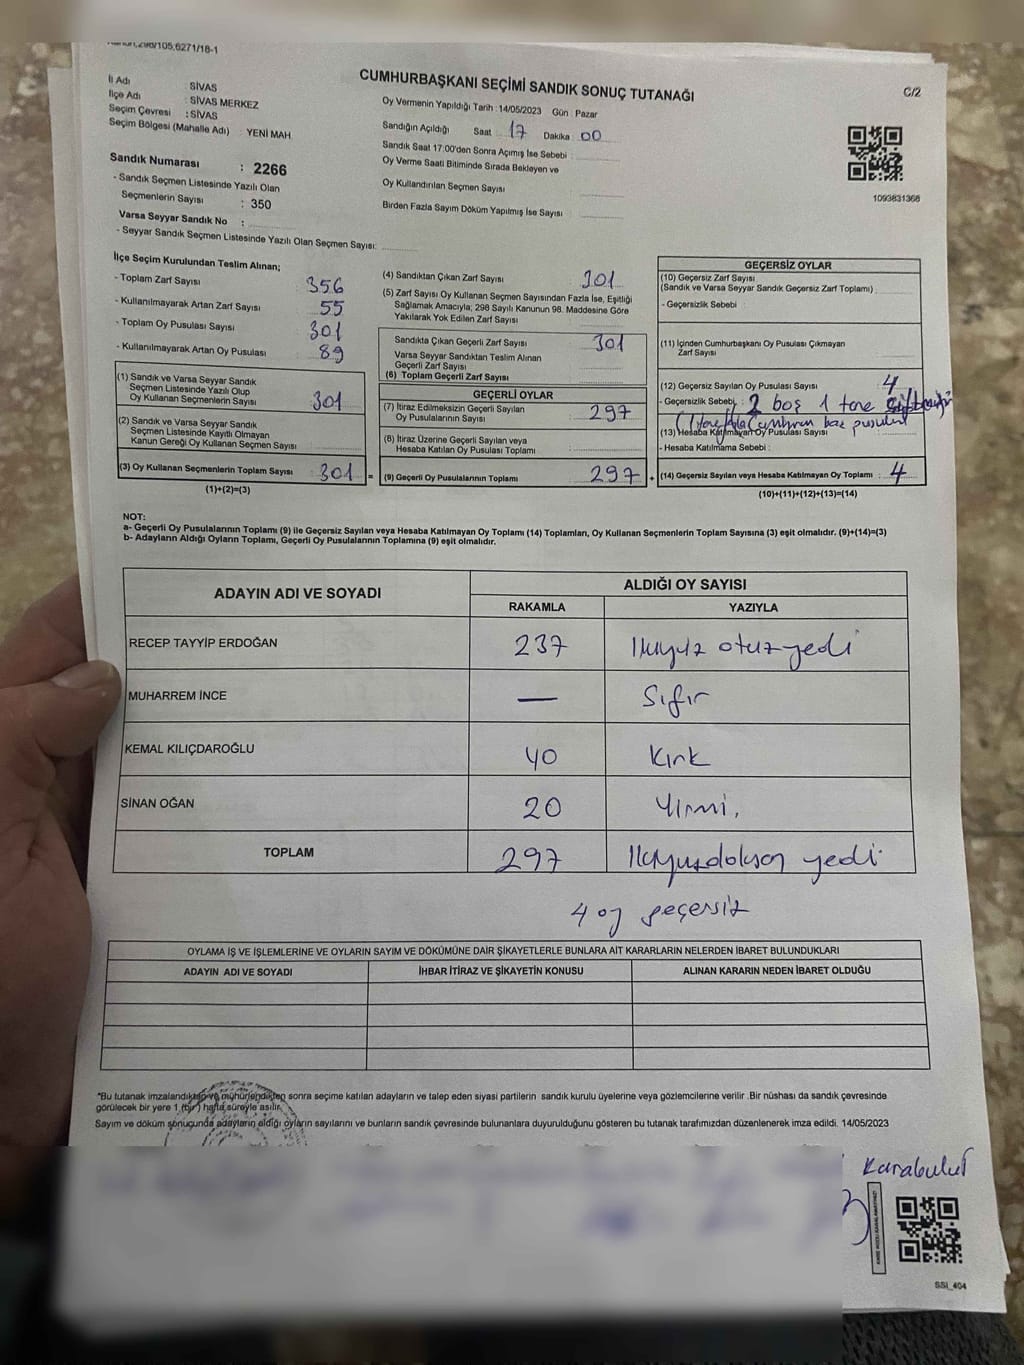 CUMHURBAŞKANI SEÇİMİ SANDIK SONUÇ TUTANAĞI
C/2
İl Adı : SİVAS
İlçe Adı : SİVAS MERKEZ
Seçim Çevresi : SİVAS
Seçim Bölgesi (Mahalle Adı) : YENİ MAH.
Sandık Numarası : 2266
- Sandık Seçmen Listesinde Yazılı Olan
Seçmenlerin Sayısı : 350
Varsa Seyyar Sandık No :
- Seyyar Sandık Seçmen Listesinde Yazılı Olan Seçmen Sayısı:
Oy Vermenin Yapıldığı Tarih : 14/05/2023 Gün : Pazar
Sandığın Açıldığı Saat 17 Dakika : 00
Sandık Saat 17:00'den Sonra Açımış İse Sebebi :
Oy Verme Saati Bitiminde Sırada Bekleyen ve
Oy Kullandırılan Seçmen Sayısı
Birden Fazla Sayım Döküm Yapılmış İse Sayısı
1093831366
İlçe Seçim Kurulundan Teslim Alınan;
- Toplam Zarf Sayısı 356
- Kullanılmayarak Artan Zarf Sayısı 55
- Toplam Oy Pusulası Sayısı 301
- Kullanılmayarak Artan Oy Pusulası 89
(1) Sandık ve Varsa Seyyar Sandık
Seçmen Listesinde Yazılı Olup
Oy Kullanan Seçmenlerin Sayısı 301
(2) Sandık ve Varsa Seyyar Sandık
Seçmen Listesinde Kayıtlı Olmayan
Kanun Gereği Oy Kullanan Seçmen Sayısı
(3) Oy Kullanan Seçmenlerin Toplam Sayısı 301 =
(1)+(2)=(3)
(4) Sandıktan Çıkan Zarf Sayısı 301
(5) Zarf Sayısı Oy Kullanan Seçmen Sayısından Fazla İse, Eşitliği
Sağlamak Amacıyla; 298 Sayılı Kanunun 98. Maddesine Göre
Yakılarak Yok Edilen Zarf Sayısı
Sandıkta Çıkan Geçerli Zarf Sayısı 301
Varsa Seyyar Sandıktan Teslim Alınan
Geçerli Zarf Sayısı
(6) Toplam Geçerli Zarf Sayısı
GEÇERLİ OYLAR
(7) İtiraz Edilmeksizin Geçerli Sayılan
Oy Pusulalarının Sayısı 297
(8) İtiraz Üzerine Geçerli Sayılan veya
Hesaba Katılan Oy Pusulası Toplamı
(9) Geçerli Oy Pusulalarının Toplamı 297 +
GEÇERSİZ OYLAR
(10) Geçersiz Zarf Sayısı
(Sandık ve Varsa Seyyar Sandık Geçersiz Zarf Toplamı)
- Geçersizlik Sebebi :
(11) İçinden Cumhurbaşkanı Oy Pusulası Çıkmayan
Zarf Sayısı
(12) Geçersiz Sayılan Oy Pusulası Sayısı 4
- Geçersizlik Sebebi : 2 boş 1 tane
(13) Hesaba Katılmayan Oy Pusulası Sayısı
- Hesaba Katılmama Sebebi :
(14) Geçersiz Sayılan veya Hesaba Katılmayan Oy Toplamı : 4
(10)+(11)+(12)+(13)=(14)
NOT:
a- Geçerli Oy Pusulalarının Toplamı (9) ile Geçersiz Sayılan veya Hesaba Katılmayan Oy Toplamı (14) Toplamları, Oy Kullanan Seçmenlerin Toplam Sayısına (3) eşit olmalıdır. (9)+(14)=(3)
b- Adayların Aldığı Oyların Toplamı, Geçerli Oy Pusulalarının Toplamına (9) eşit olmalıdır.
ADAYIN ADI VE SOYADI
ALDIĞI OY SAYISI
RAKAMLA YAZIYLA
RECEP TAYYİP ERDOĞAN 237 İkiyüz otuz yedi
MUHARREM İNCE — Sıfır
KEMAL KILIÇDAROĞLU 40 Kırk
SİNAN OĞAN 20 Yirmi.
TOPLAM 297 İkiyüzdoksan yedi
4 oy geçersiz
OYLAMA İŞ VE İŞLEMLERİNE VE OYLARIN SAYIM VE DÖKÜMÜNE DAİR ŞİKAYETLERLE BUNLARA AİT KARARLARIN NELERDEN İBARET BULUNDUKLARI
ADAYIN ADI VE SOYADI İHBAR İTİRAZ VE ŞİKAYETİN KONUSU ALINAN KARARIN NEDEN İBARET OLDUĞU
"Bu tutanak imzalandıktan ve mühürlendikten sonra seçime katılan adayların ve talep eden siyasi partilerin sandık kurulu üyelerine veya gözlemcilerine verilir .Bir nüshası da sandık çevresinde
görülecek bir yere 1 (bir) hafta süreyle asılır.
Sayım ve döküm sonuçunda adayların aldığı oyların sayılarını ve bunların sandık çevresinde bulunanlara duyurulduğunu gösteren bu tutanak tarafımızdan düzenlenerek imza edildi. 14/05/2023
Karabulut
SSI_404